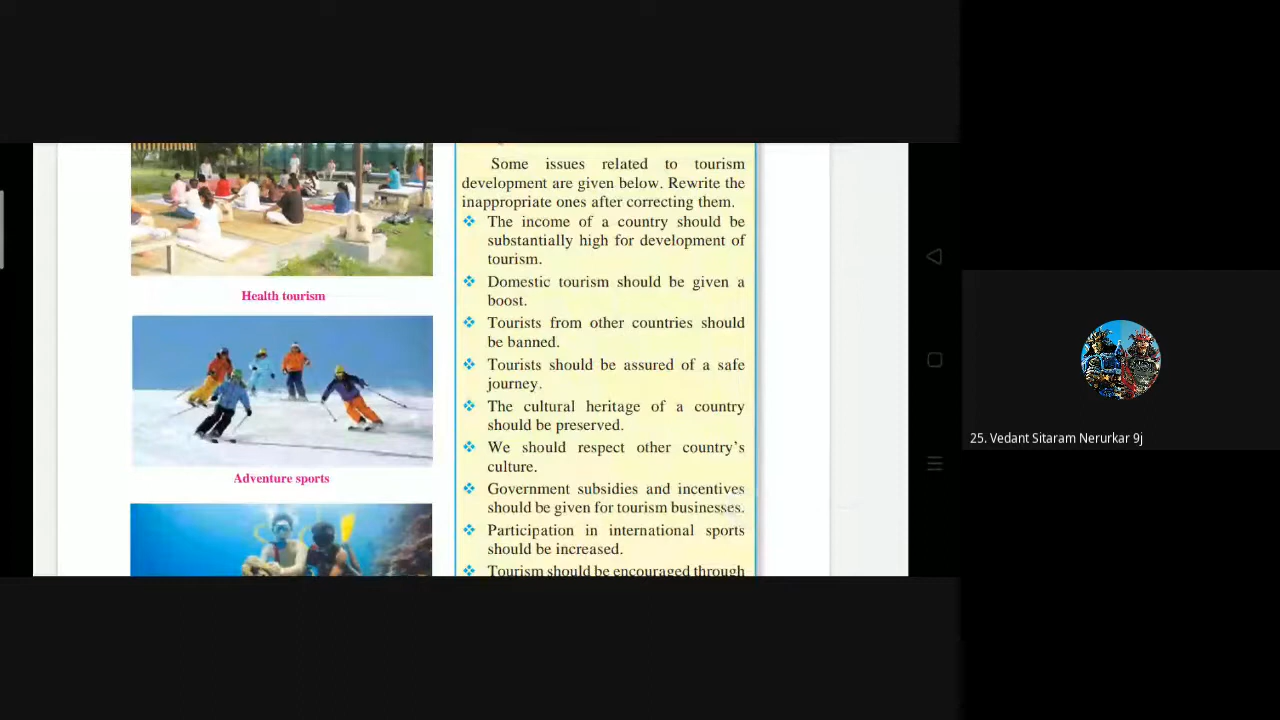 Health tourism
Adventure sports
Some issues related to tourism
development are given below. Rewrite the
inappropriate ones after correcting them.
❖ The income of a country should be
substantially high for development of
tourism.
❖ Domestic tourism should be given a
boost.
❖ Tourists from other countries should
be banned.
❖ Tourists should be assured of a safe
journey.
❖ The cultural heritage of a country
should be preserved.
❖ We should respect other country's
culture.
❖ Government subsidies and incentives
should be given for tourism businesses.
❖ Participation in international sports
should be increased.
❖ Tourism should be encouraged through
25. Vedant Sitaram Nerurkar 9j